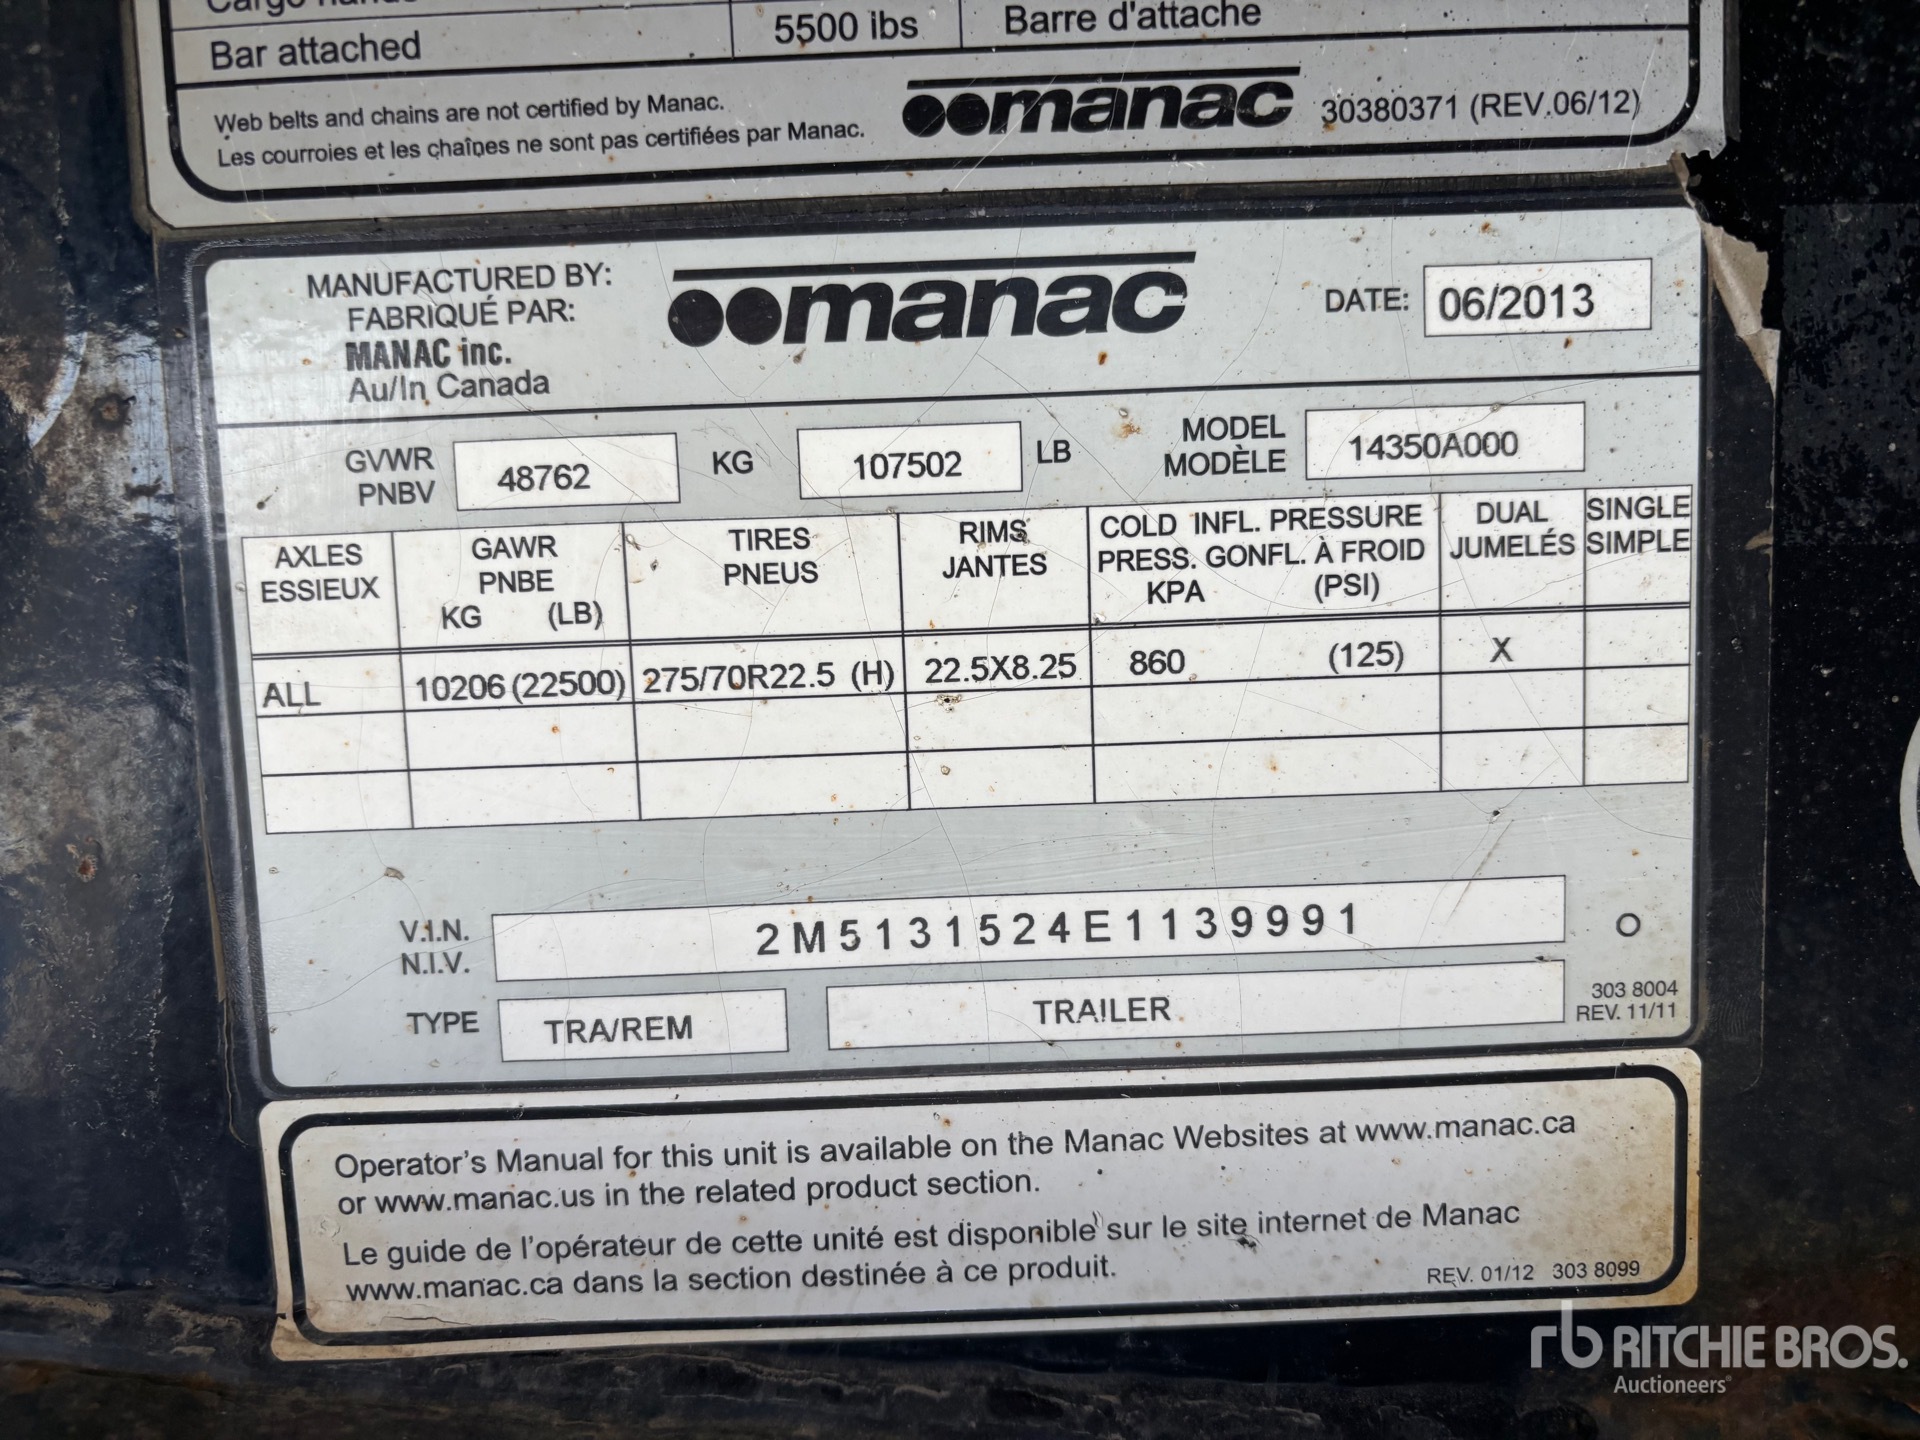 Bar attached 5500 lbs Barre d'attache
Web belts and chains are not certified by Manac.
Les courroies et les chaînes ne sont pas certifiées par Manac.
manac 30380371 (REV.06/12)
MANUFACTURED BY:
FABRIQUÉ PAR:
MANAC inc.
Au/In Canada
manac
DATE: 06/2013
GVWR
PNBV
48762 KG 107502 LB
MODEL
MODÈLE
14350A000
AXLES
ESSIEUX
GAWR
PNBE
KG (LB)
TIRES
PNEUS
RIMS
JANTES
COLD INFL. PRESSURE
PRESS. GONFL. À FROID
KPA (PSI)
DUAL
JUMELÉS
SINGLE
SIMPLE
ALL 10206 (22500) 275/70R22.5 (H) 22.5X8.25 860 (125) X
V.I.N.
N.I.V.
2M5131524E1139991
TYPE TRA/REM TRAILER
303 8004
REV. 11/11
Operator's Manual for this unit is available on the Manac Websites at www.manac.ca
or www.manac.us in the related product section.
Le guide de l'opérateur de cette unité est disponible sur le site internet de Manac
www.manac.ca dans la section destinée à ce produit.
REV. 01/12 303 8099
rb RITCHIE BROS.
Auctioneers